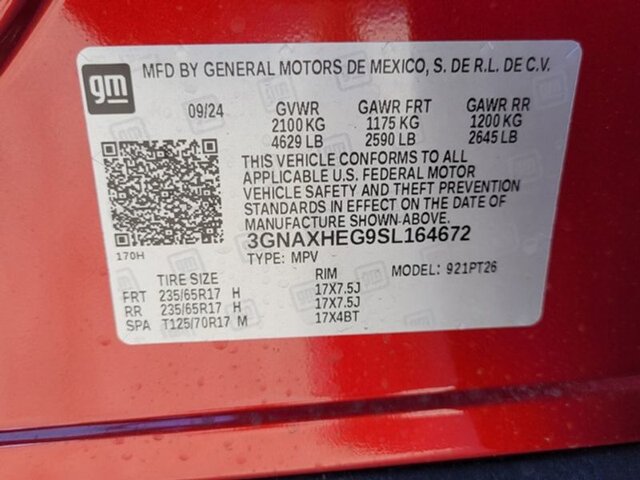 gm
MFD BY GENERAL MOTORS DE MEXICO, S. DE R.L. DE C.V.
09/24 GVWR GAWR FRT GAWR RR
2100 KG 1175 KG 1200 KG
4629 LB 2590 LB 2645 LB
THIS VEHICLE CONFORMS TO ALL
APPLICABLE U.S. FEDERAL MOTOR
VEHICLE SAFETY AND THEFT PREVENTION
STANDARDS IN EFFECT ON THE DATE OF
MANUFACTURE SHOWN ABOVE.
170H
3GNAXHEG9SL164672
TYPE: MPV MODEL: 921PT26
TIRE SIZE RIM
FRT 235/65R17 H 17X7.5J
RR 235/65R17 H 17X7.5J
SPA T125/70R17 M 17X4BT